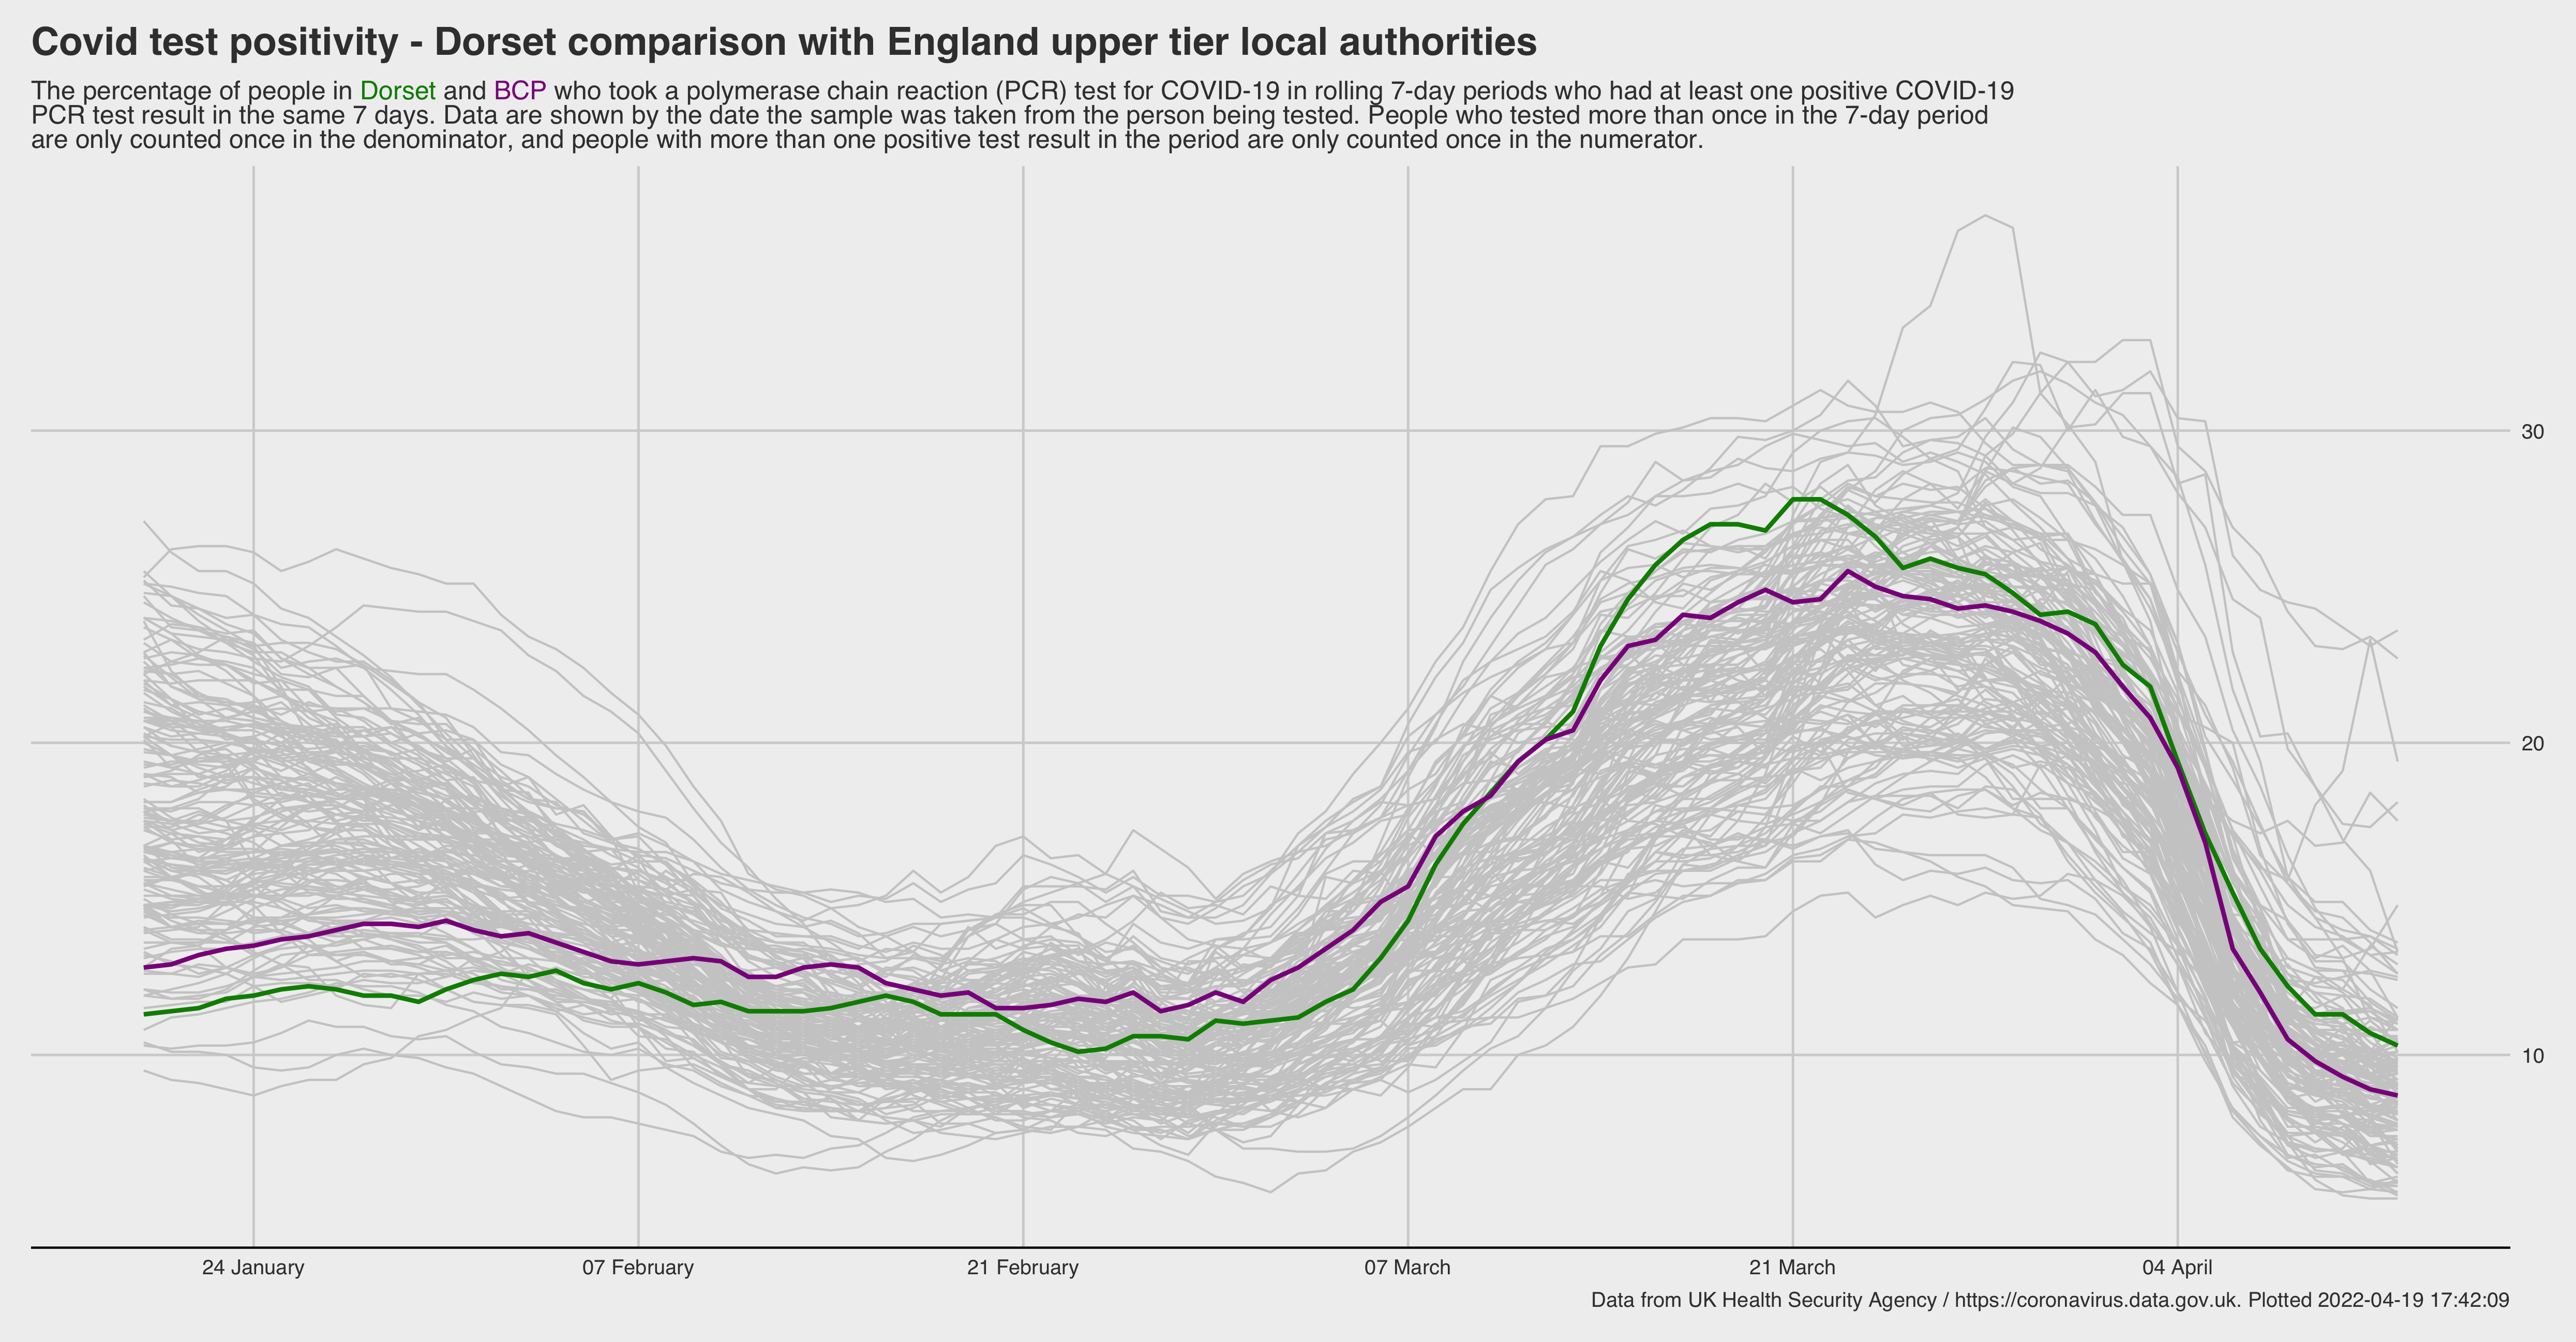 Covid test positivity - Dorset comparison with England upper tier local authorities
The percentage of people in Dorset and BCP who took a polymerase chain reaction (PCR) test for COVID-19 in rolling 7-day periods who had at least one positive COVID-19
PCR test result in the same 7 days. Data are shown by the date the sample was taken from the person being tested. People who tested more than once in the 7-day period
are only counted once in the denominator, and people with more than one positive test result in the period are only counted once in the numerator.
30
20
10
24 January
07 February
21 February
07 March
21 March
04 April
Data from UK Health Security Agency / https://coronavirus.data.gov.uk. Plotted 2022-04-19 17:42:09